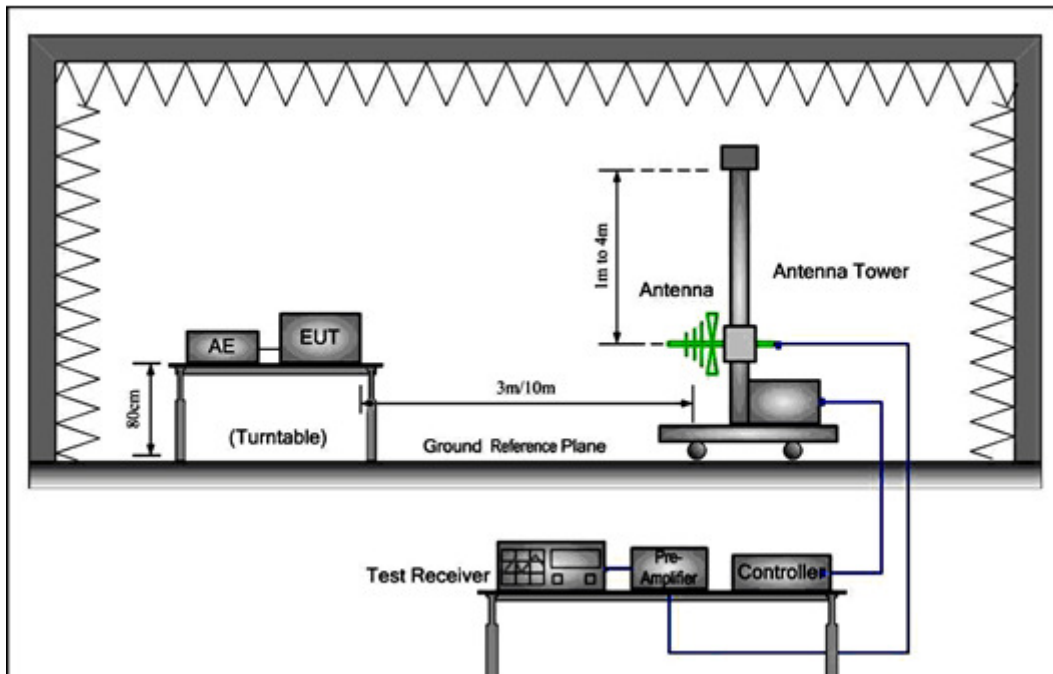 1m to 4m
Antenna
Antenna Tower
AE
EUT
80cm
3m/10m
(Turntable)
Ground Reference Plane
Test Receiver
Pre-
Amplifier
Controller